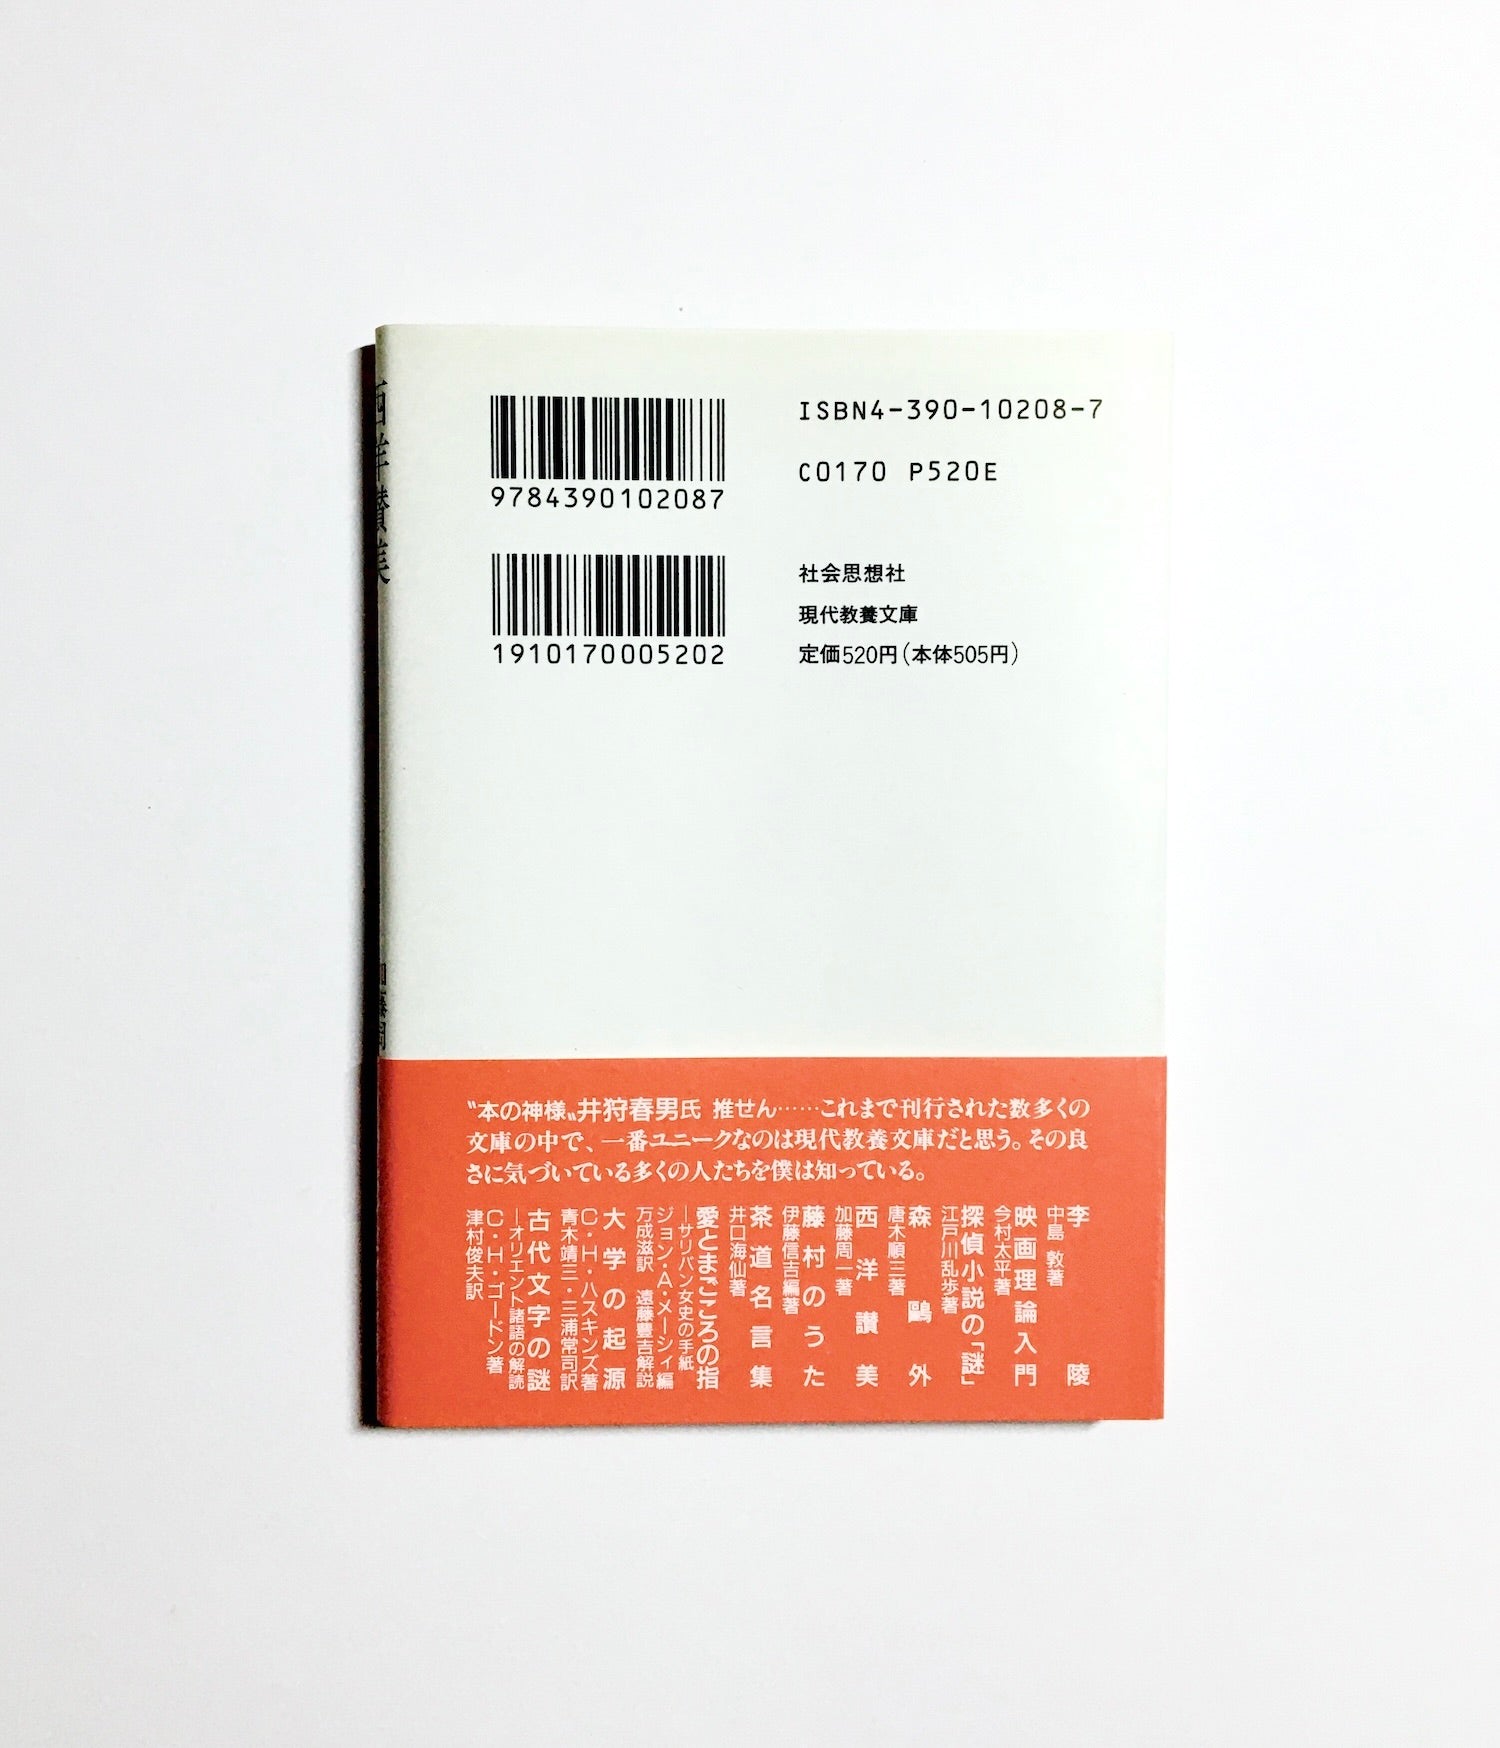 西洋讃美
ISBN4-390-10208-7
C0170 P520E
9784390102087
1910170005202
社会思想社
現代教養文庫
定価520円(本体505円)
〝本の神様〟井狩春男氏 推せん……これまで刊行された数多くの
文庫の中で、一番ユニークなのは現代教養文庫だと思う。その良
さに気づいている多くの人たちを僕は知っている。
李陵
中島 敦著
映画理論入門
今村太平著
探偵小説の「謎」
江戸川乱歩著
森鷗外
唐木順三著
西洋讃美
加藤周一著
藤村のうた
伊藤信吉編著
茶道名言集
井口海仙著
愛とまごころの指
—サリバン女史の手紙
ジョン・A・メーシィ編
万成滋訳 遠藤豊吉解説
大学の起源
C・H・ハスキンズ著
青木靖三・三浦常司訳
古代文字の謎
—オリエント諸語の解読
C・H・ゴードン著
津村俊夫訳